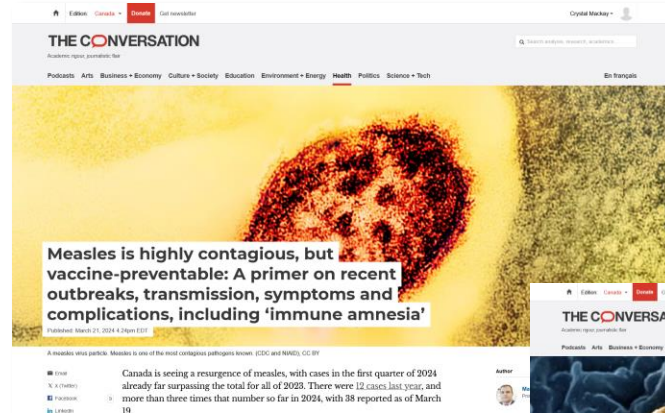 Edition: Canada Donate Get newsletter Crystal Mackay
THE CONVERSATION
Academic rigour, journalistic flair
Search analysis, research, academics…
Podcasts Arts Business + Economy Culture + Society Education Environment + Energy Health Politics Science + Tech En français
Measles is highly contagious, but
vaccine-preventable: A primer on recent
outbreaks, transmission, symptoms and
complications, including ‘immune amnesia’
Published: March 21, 2024 4.24pm EDT
A measles virus particle. Measles is one of the most contagious pathogens known. (CDC and NIAID), CC BY
Email
X (Twitter)
Facebook
LinkedIn
Canada is seeing a resurgence of measles, with cases in the first quarter of 2024
already far surpassing the total for all of 2023. There were 12 cases last year, and
more than three times that number so far in 2024, with 38 reported as of March
19.
Author
Edition: Canada Donate
THE CONVERSA
Academic rigour, journalistic flair
Podcasts Arts Business + Economy